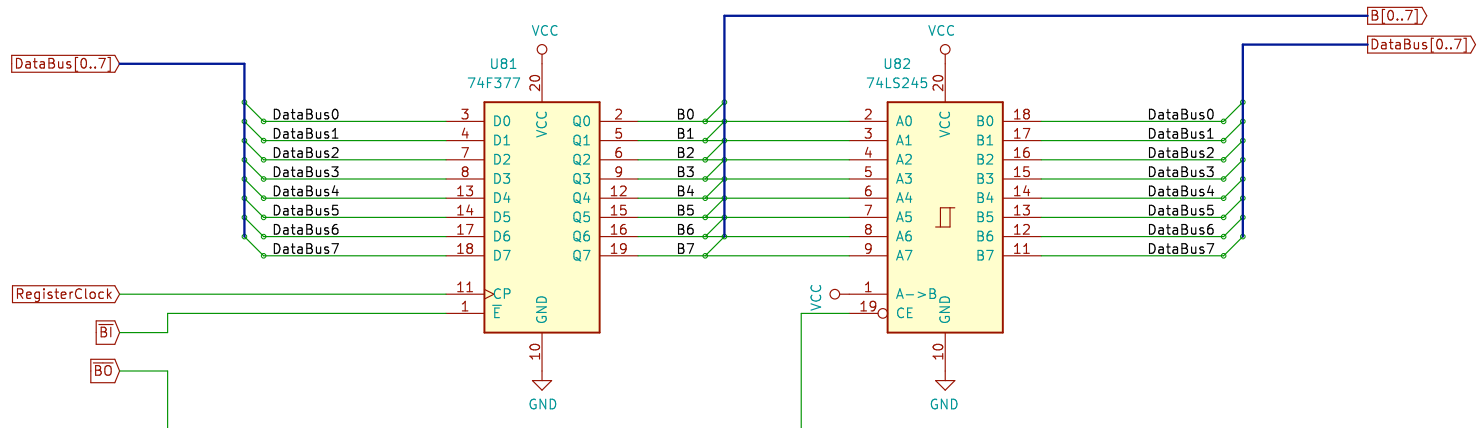 B[0..7]
VCC
VCC
DataBus[0..7]
DataBus[0..7]
U81
74F377
20
VCC
U82
74LS245
20
VCC
DataBus0 3 D0 Q0 2 B0 2 A0 B0 18 DataBus0
DataBus1 4 D1 Q1 5 B1 3 A1 B1 17 DataBus1
DataBus2 7 D2 Q2 6 B2 4 A2 B2 16 DataBus2
DataBus3 8 D3 Q3 9 B3 5 A3 B3 15 DataBus3
DataBus4 13 D4 Q4 12 B4 6 A4 B4 14 DataBus4
DataBus5 14 D5 Q5 15 B5 7 A5 B5 13 DataBus5
DataBus6 17 D6 Q6 16 B6 8 A6 B6 12 DataBus6
DataBus7 18 D7 Q7 19 B7 9 A7 B7 11 DataBus7
RegisterClock 11 CP VCC 1 A->B
1 E̅ GND 19 CE GND
B̅I̅
10 10
B̅O̅
GND GND